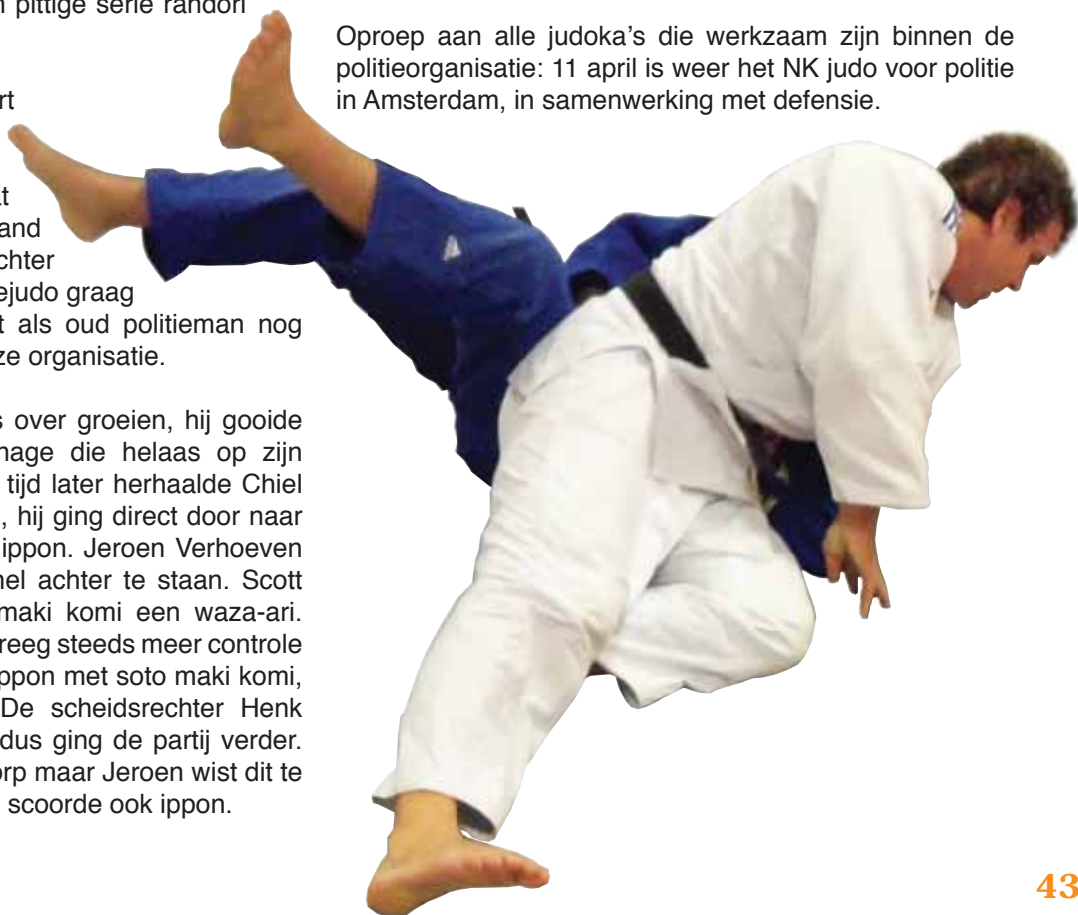 n pittige serie randori
rt
at
and
chter
ejudo graag
t als oud politieman nog
ze organisatie.
s over groeien, hij gooide
nage die helaas op zijn
tijd later herhaalde Chiel
, hij ging direct door naar
ippon. Jeroen Verhoeven
nel achter te staan. Scott
maki komi een waza-ari.
reeg steeds meer controle
ippon met soto maki komi,
De scheidsrechter Henk
dus ging de partij verder.
orp maar Jeroen wist dit te
scoorde ook ippon.
Oproep aan alle judoka's die werkzaam zijn binnen de
politieorganisatie: 11 april is weer het NK judo voor politie
in Amsterdam, in samenwerking met defensie.
43